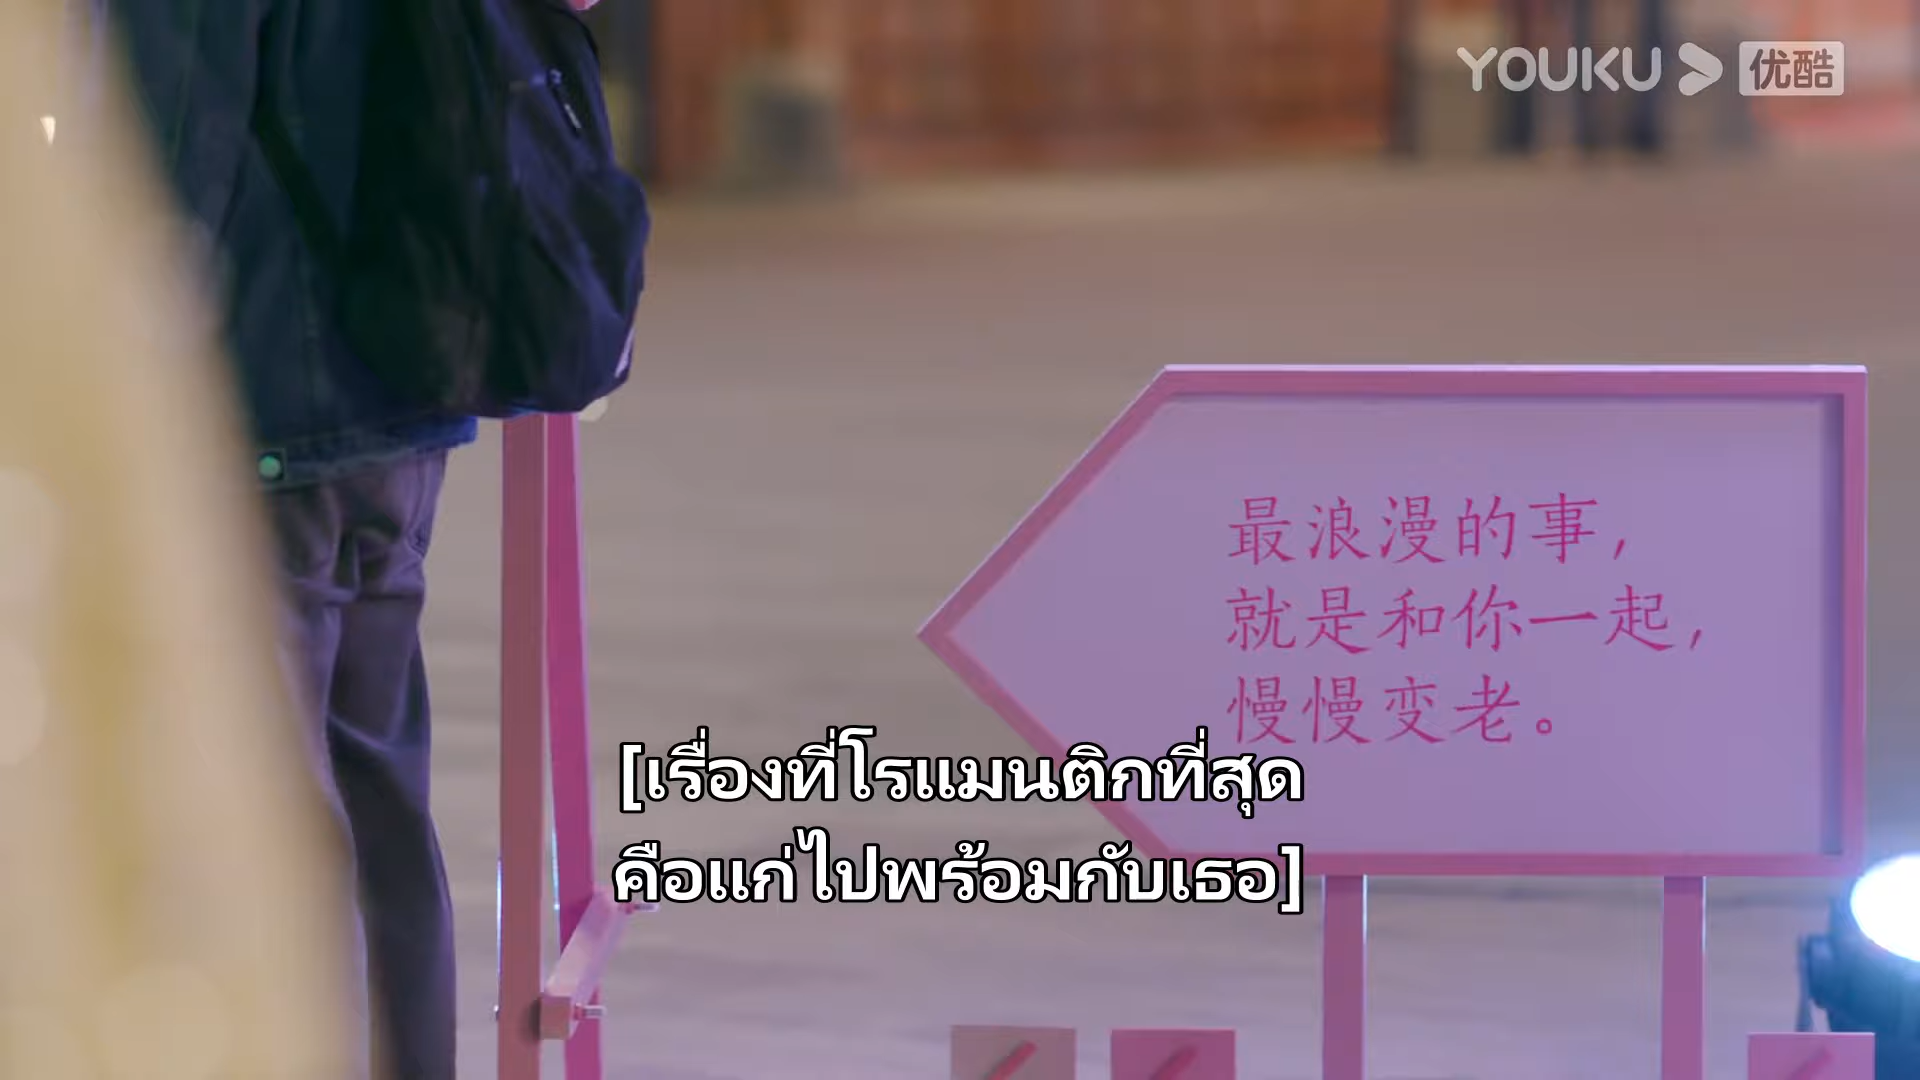 YOUKU 优酷
最浪漫的事，
就是和你一起，
慢慢变老。
[เรื่องที่โรแมนติกที่สุด
คือแก่ไปพร้อมกับเธอ]